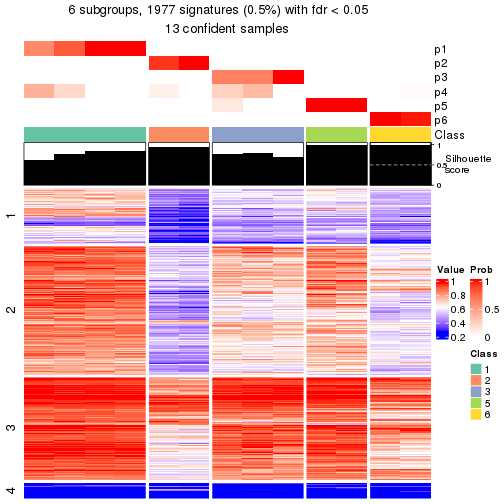 6 subgroups, 1977 signatures (0.5%) with fdr < 0.05
13 confident samples
p1
p2
p3
p4
p5
p6
Class
1
0.5
0
Silhouette
score
1
2
3
4
Value Prob
1 1
0.8
0.6 0.5
0.4
0.2 0
Class
1
2
3
5
6